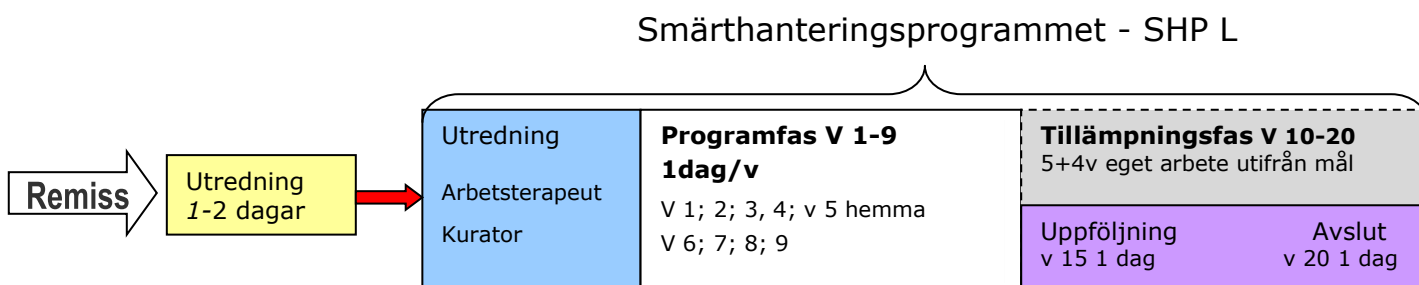 Smärthanteringsprogrammet - SHP L
Remiss
Utredning
1-2 dagar
Utredning
Arbetsterapeut
Kurator
Programfas V 1-9
1dag/v
V 1; 2; 3, 4; v 5 hemma
V 6; 7; 8; 9
Tillämpningsfas V 10-20
5+4v eget arbete utifrån mål
Uppföljning
v 15 1 dag
Avslut
v 20 1 dag